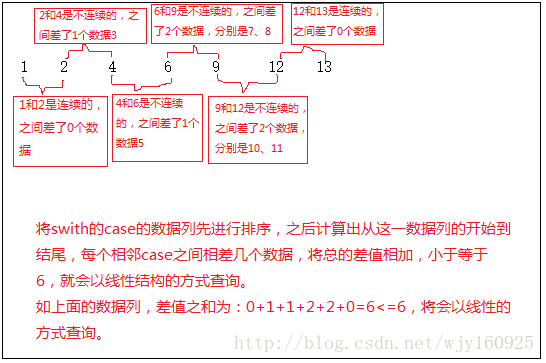 2和4是不连续的，之
间差了1个数据3
6和9是不连续的，之间差
了2个数据，分别是7、8
12和13是连续的，
之间差了0个数据
1 2 4 6 9 12 13
1和2是连续的，
之间差了0个数
据
4和6是不连续
的，之间差了1个
数据5
9和12是不连续的，
之间差了2个数据，
分别是10、11
将swith的case的数据列先进行排序，之后计算出从这一数据列的开始到
结尾，每个相邻case之间相差几个数据，将总的差值相加，小于等于
6，就会以线性结构的方式查询。
如上面的数据列，差值之和为：0+1+1+2+2+0=6<=6，将会以线性的
方式查询。
http://blog.csdn.net/wjy160925